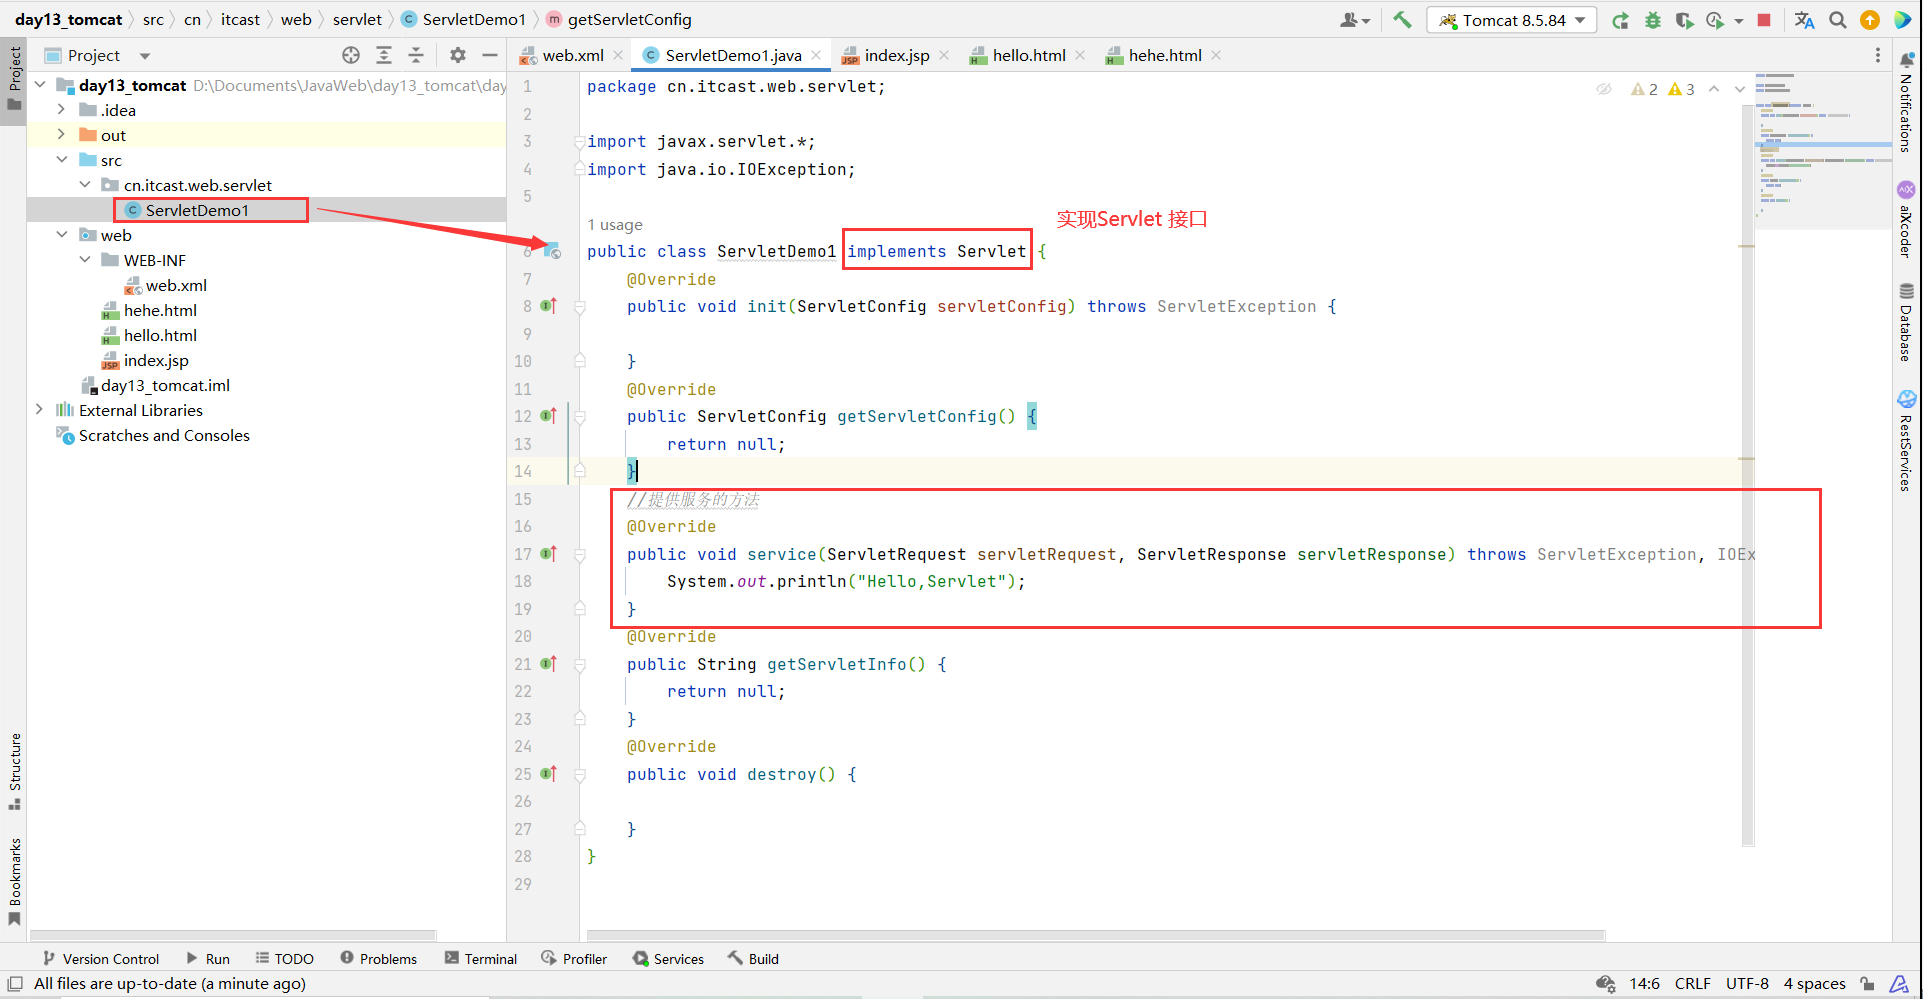 day13_tomcat src cn itcast web servlet ServletDemo1 getServletConfig Tomcat 8.5.84
Project
Project
web.xml ServletDemo1.java index.jsp hello.html hehe.html
day13_tomcat D:\Documents\JavaWeb\day13_tomcat\day
.idea
out
src
cn.itcast.web.servlet
ServletDemo1
web
WEB-INF
web.xml
hehe.html
hello.html
index.jsp
day13_tomcat.iml
External Libraries
Scratches and Consoles
Structure
Bookmarks
2 3
1 package cn.itcast.web.servlet;
2
3 import javax.servlet.*;
4 import java.io.IOException;
5
1 usage
实现Servlet 接口
6 public class ServletDemo1 implements Servlet {
7 @Override
8 public void init(ServletConfig servletConfig) throws ServletException {
9
10 }
11 @Override
12 public ServletConfig getServletConfig() {
13 return null;
14 }
15 //提供服务的方法
16 @Override
17 public void service(ServletRequest servletRequest, ServletResponse servletResponse) throws ServletException, IOEx
18 System.out.println("Hello,Servlet");
19 }
20 @Override
21 public String getServletInfo() {
22 return null;
23 }
24 @Override
25 public void destroy() {
26
27 }
28 }
29
Notifications
aiXcoder
Database
RestServices
Version Control Run TODO Problems Terminal Profiler Services Build
All files are up-to-date (a minute ago) 14:6 CRLF UTF-8 4 spaces